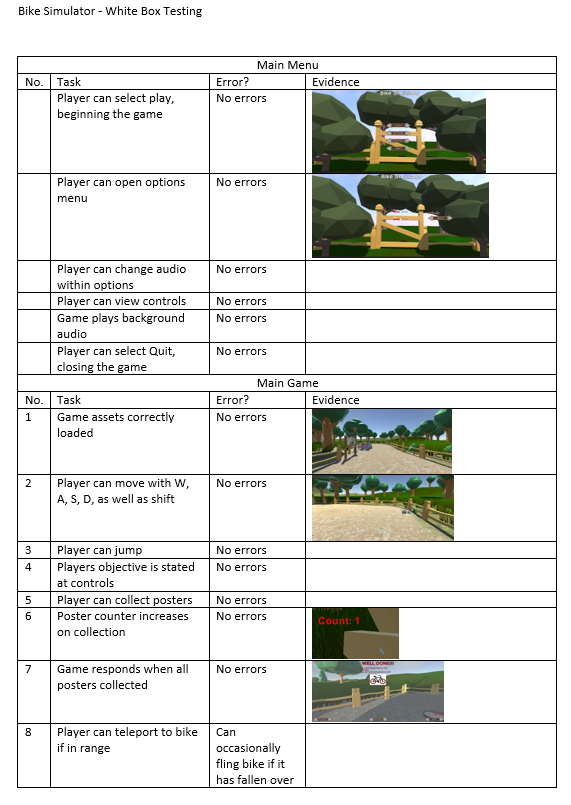 Bike Simulator - White Box Testing
Main Menu
No. Task Error? Evidence
Player can select play, No errors
beginning the game
Player can open options No errors
menu
Player can change audio No errors
within options
Player can view controls No errors
Game plays background No errors
audio
Player can select Quit, No errors
closing the game
Main Game
No. Task Error? Evidence
1 Game assets correctly No errors
loaded
2 Player can move with W, No errors
A, S, D, as well as shift
3 Player can jump No errors
4 Players objective is stated No errors
at controls
5 Player can collect posters No errors
6 Poster counter increases No errors
on collection
Count: 1
7 Game responds when all No errors
posters collected
WELL DONE!!
8 Player can teleport to bike Can
if in range occasionally
fling bike if it
has fallen over